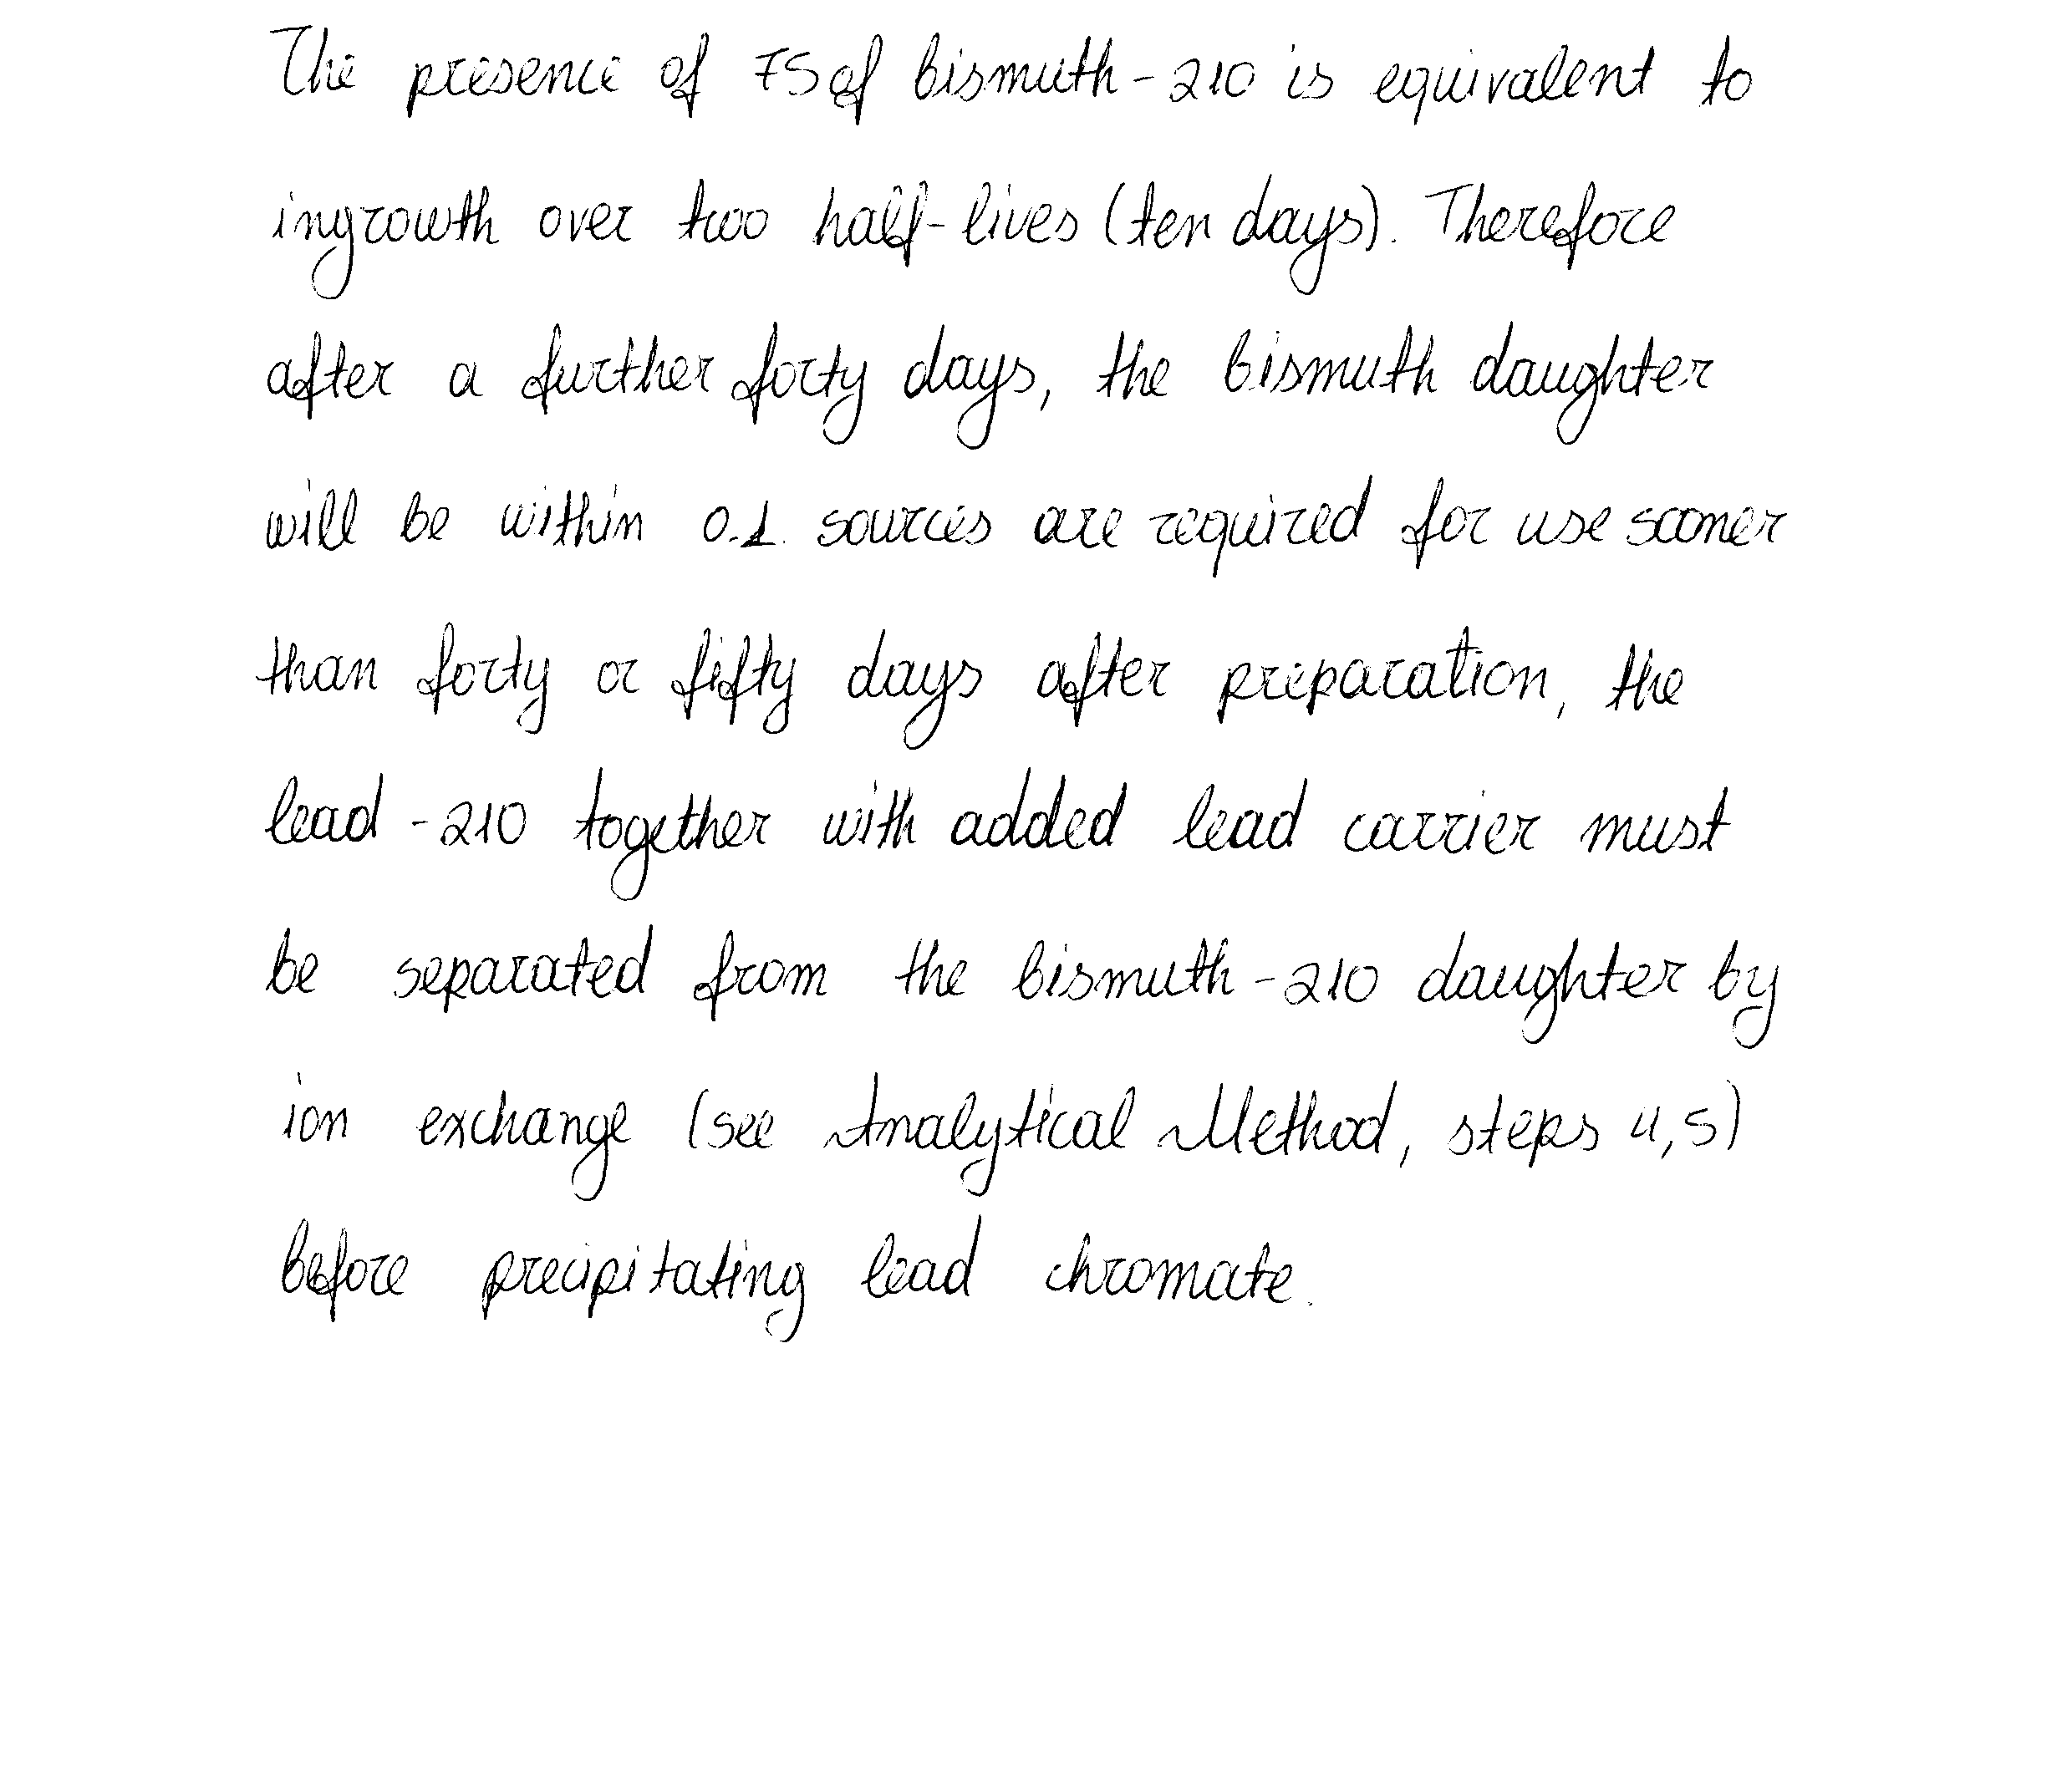 The presence of 75 of bismuth-210 is equivalent to
ingrowth over two half-lives (ten days). Therefore
after a further forty days, the bismuth daughter
will be within 0.1. sources are required for use sooner
than forty or fifty days after preparation, the
lead-210 together with added lead carrier must
be separated from the bismuth-210 daughter by
ion exchange (see Analytical Method, steps 4,5)
before precipitating lead chromate.